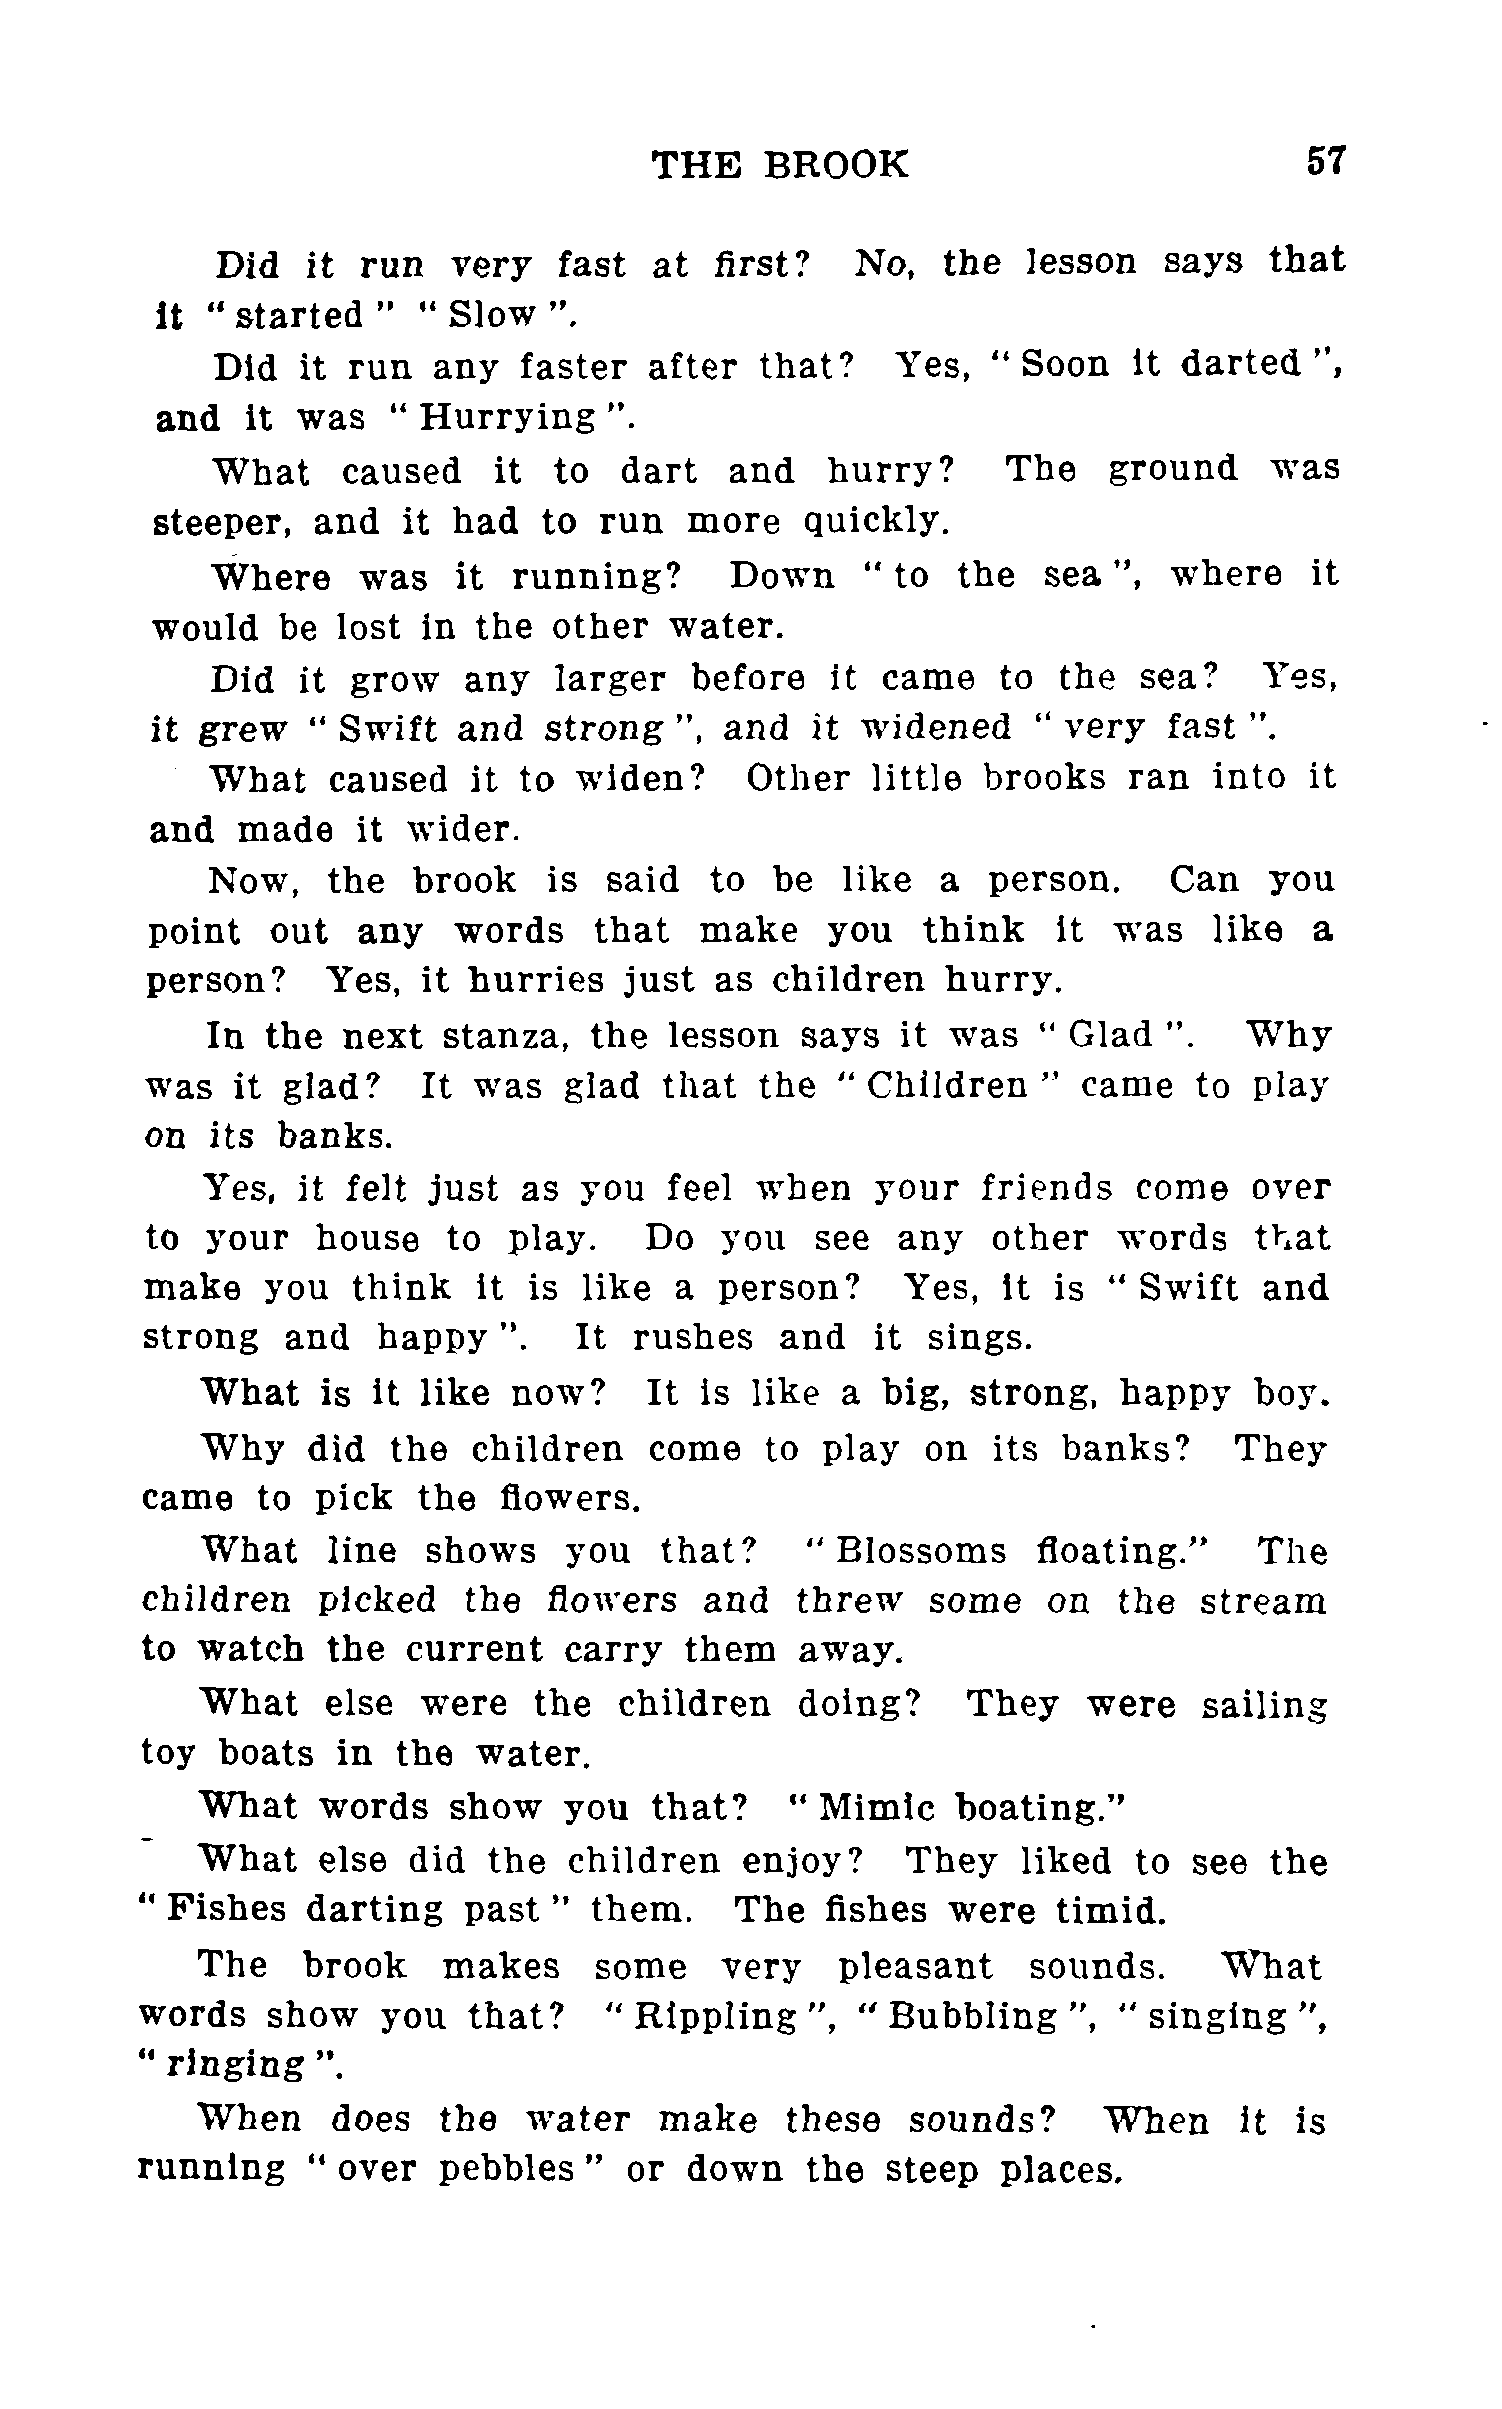 THE BROOK 57
Did it run very fast at first? No, the lesson says that
it " started " " Slow ".
Did it run any faster after that? Yes, " Soon it darted ",
and it was " Hurrying ".
What caused it to dart and hurry? The ground was
steeper, and it had to run more quickly.
Where was it running? Down " to the sea ", where it
would be lost in the other water.
Did it grow any larger before it came to the sea? Yes,
it grew " Swift and strong ", and it widened " very fast ".
What caused it to widen? Other little brooks ran into it
and made it wider.
Now, the brook is said to be like a person. Can you
point out any words that make you think it was like a
person? Yes, it hurries just as children hurry.
In the next stanza, the lesson says it was " Glad ". Why
was it glad? It was glad that the " Children " came to play
on its banks.
Yes, it felt just as you feel when your friends come over
to your house to play. Do you see any other words that
make you think it is like a person? Yes, it is " Swift and
strong and happy ". It rushes and it sings.
What is it like now? It is like a big, strong, happy boy.
Why did the children come to play on its banks? They
came to pick the flowers.
What line shows you that? " Blossoms floating." The
children picked the flowers and threw some on the stream
to watch the current carry them away.
What else were the children doing? They were sailing
toy boats in the water.
What words show you that? " Mimic boating."
What else did the children enjoy? They liked to see the
" Fishes darting past " them. The fishes were timid.
The brook makes some very pleasant sounds. What
words show you that? " Rippling ", " Bubbling ", " singing ",
" ringing ".
When does the water make these sounds? When it is
running " over pebbles " or down the steep places.